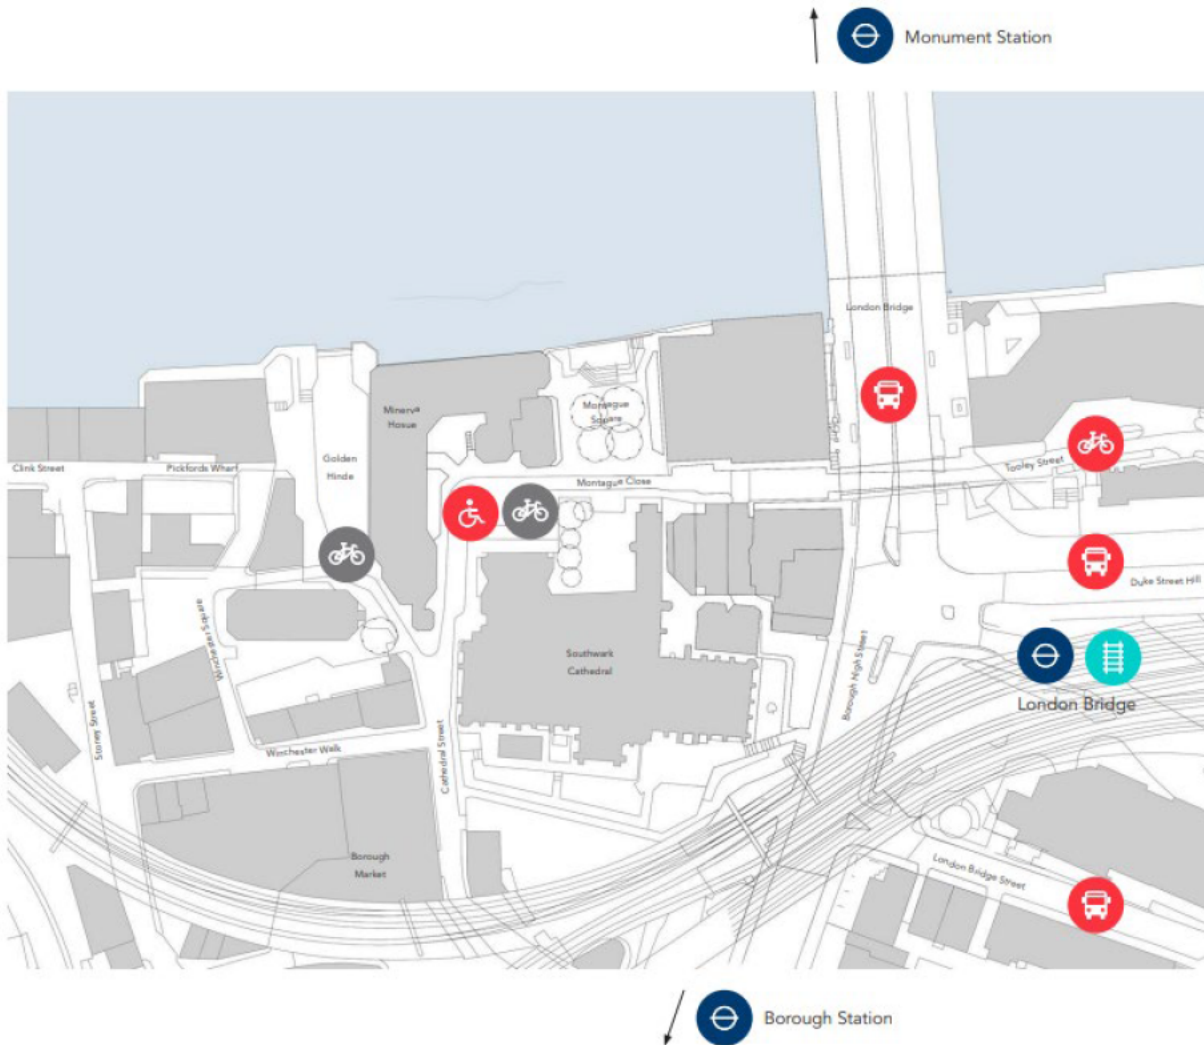 Monument Station
London Bridge
Minerva
Hosue
Montague
Square
Golden
Hinde
Clink Street
Pickfords Wharf
Tooley Street
Montague Close
Duke Street Hill
Winchester Square
Southwark
Cathedral
Borough High Street
London Bridge
Stoney Street
Winchester Walk
Cathedral Street
Borough
Market
London Bridge Street
Borough Station